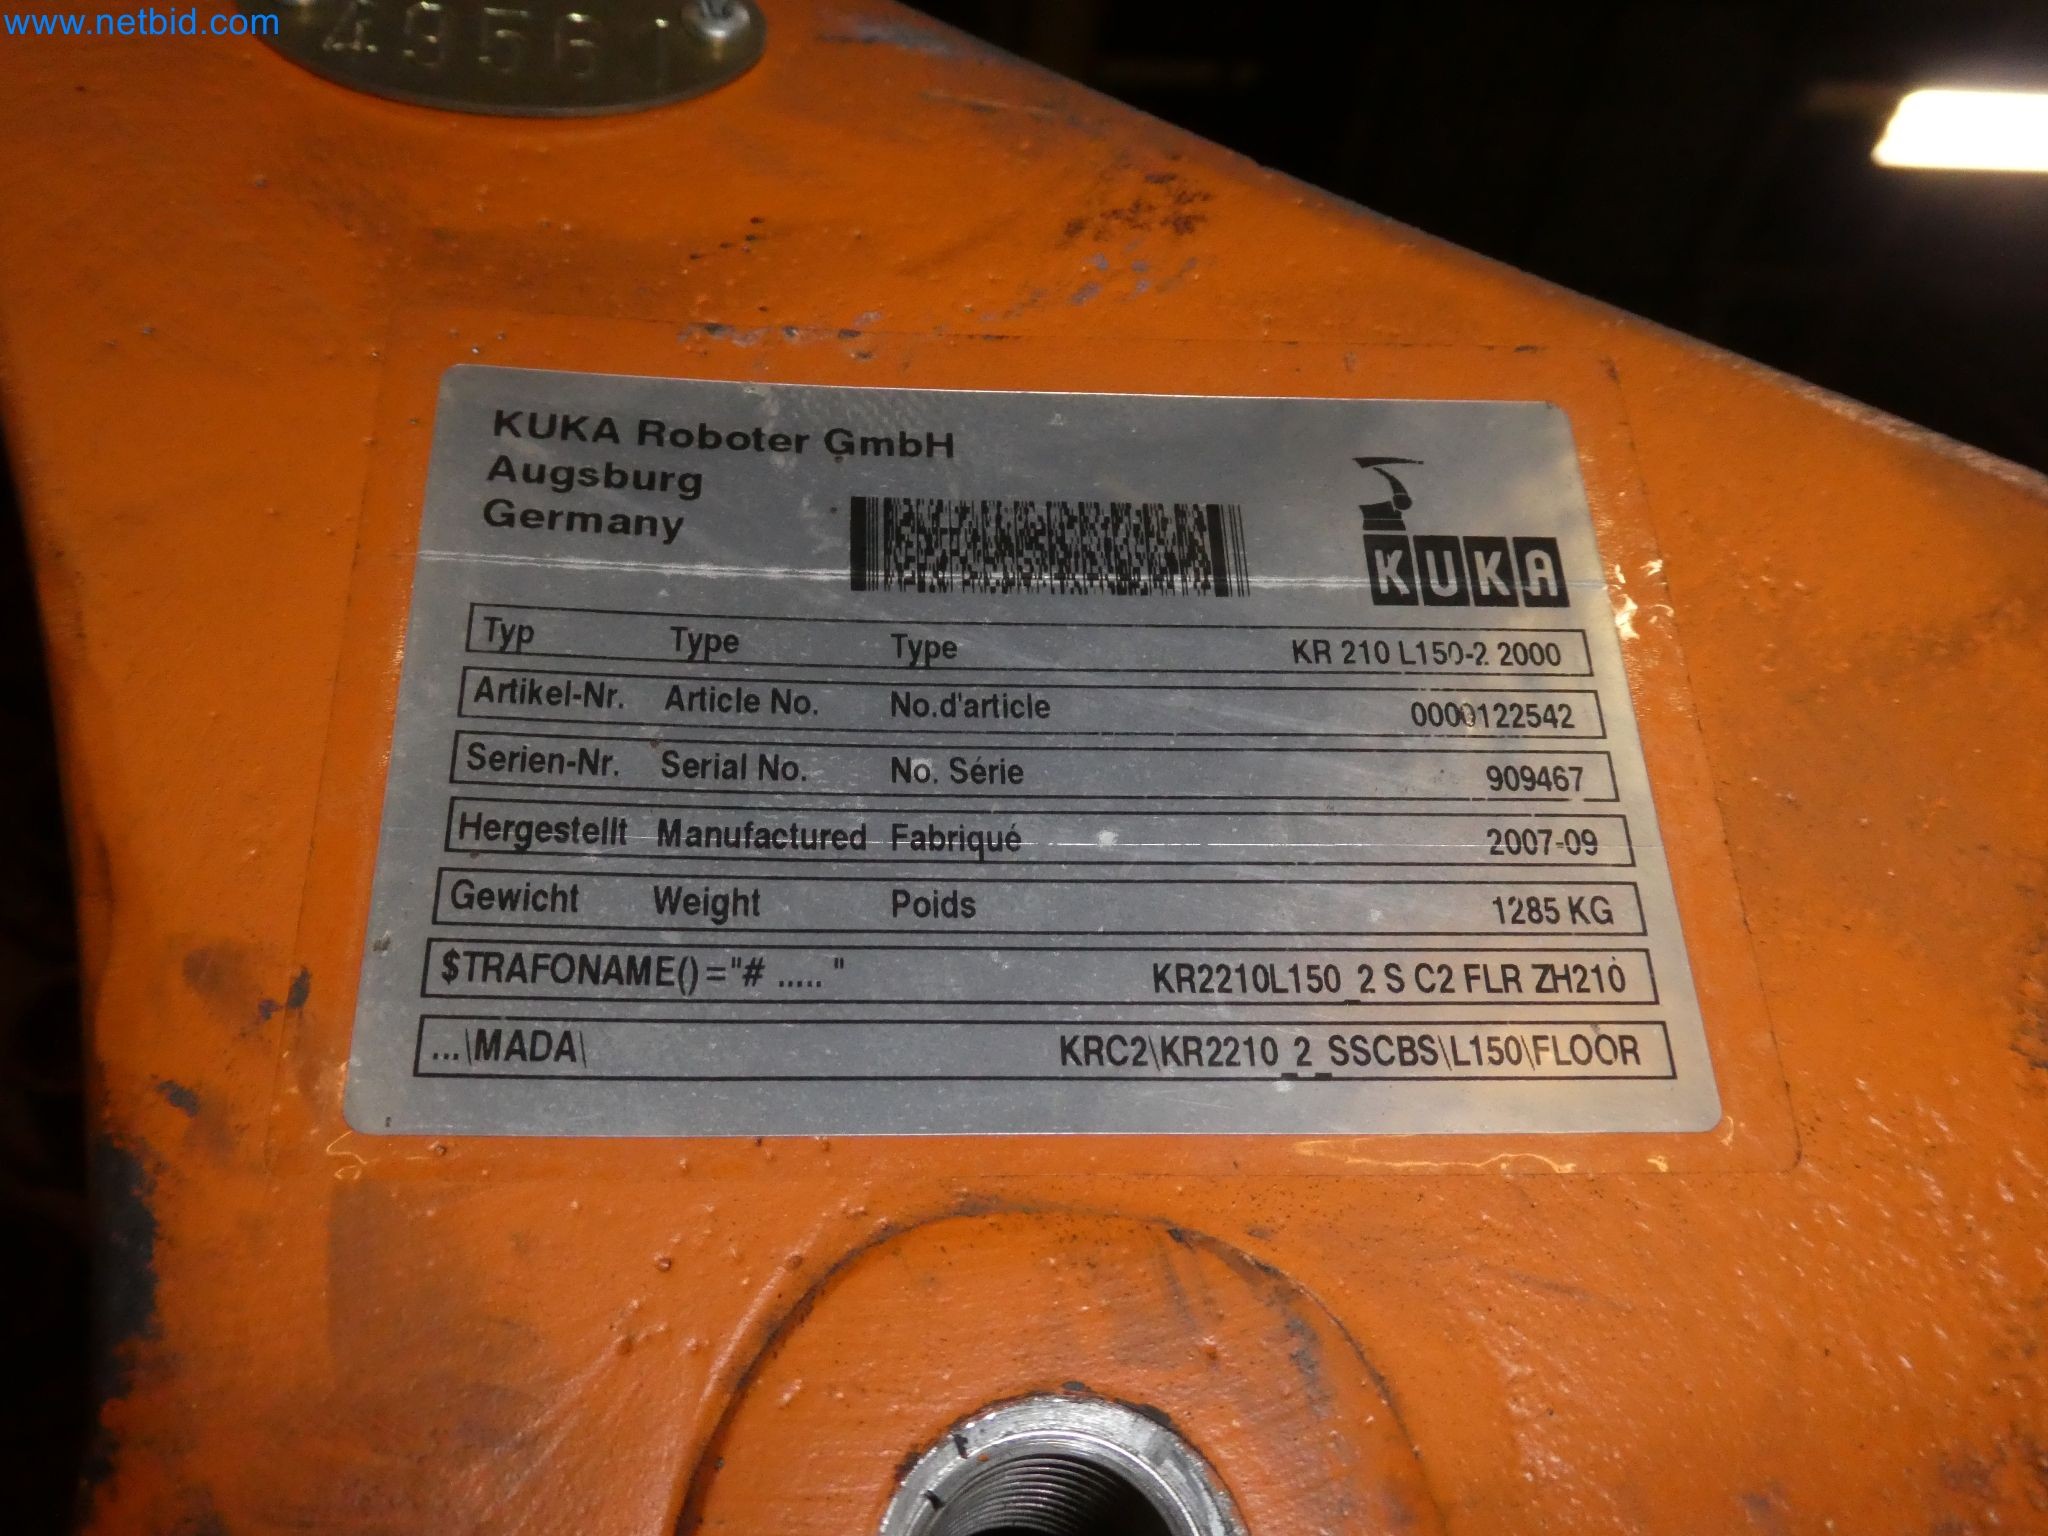 www.netbid.com
49561
KUKA Roboter GmbH
Augsburg
Germany
KUKA
Typ Type Type KR 210 L150-2 2000
Artikel-Nr. Article No. No.d'article 0000122542
Serien-Nr. Serial No. No. Série 909467
Hergestellt Manufactured Fabriqué 2007-09
Gewicht Weight Poids 1285 KG
$TRAFONAME()="# ....." KR2210L150_2 S C2 FLR ZH210
...\MADA\ KRC2\KR2210_2_SSCBS\L150\FLOOR